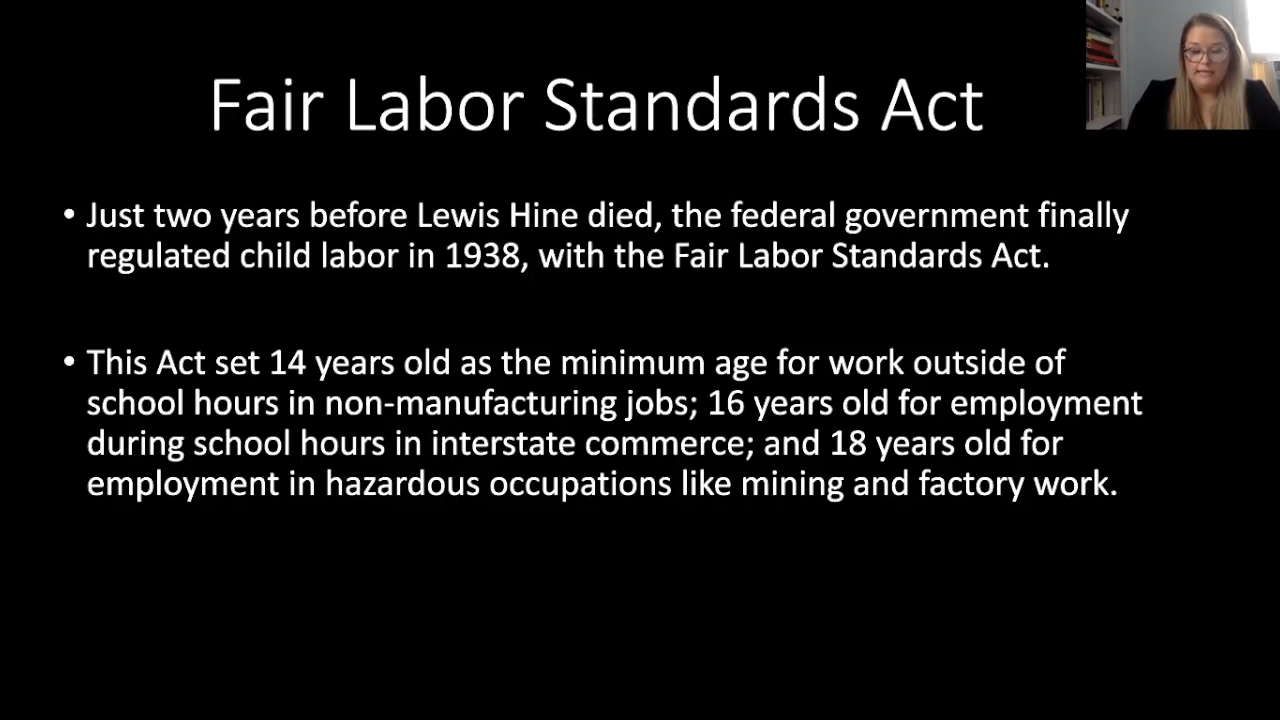 Fair Labor Standards Act
• Just two years before Lewis Hine died, the federal government finally
regulated child labor in 1938, with the Fair Labor Standards Act.
• This Act set 14 years old as the minimum age for work outside of
school hours in non-manufacturing jobs; 16 years old for employment
during school hours in interstate commerce; and 18 years old for
employment in hazardous occupations like mining and factory work.